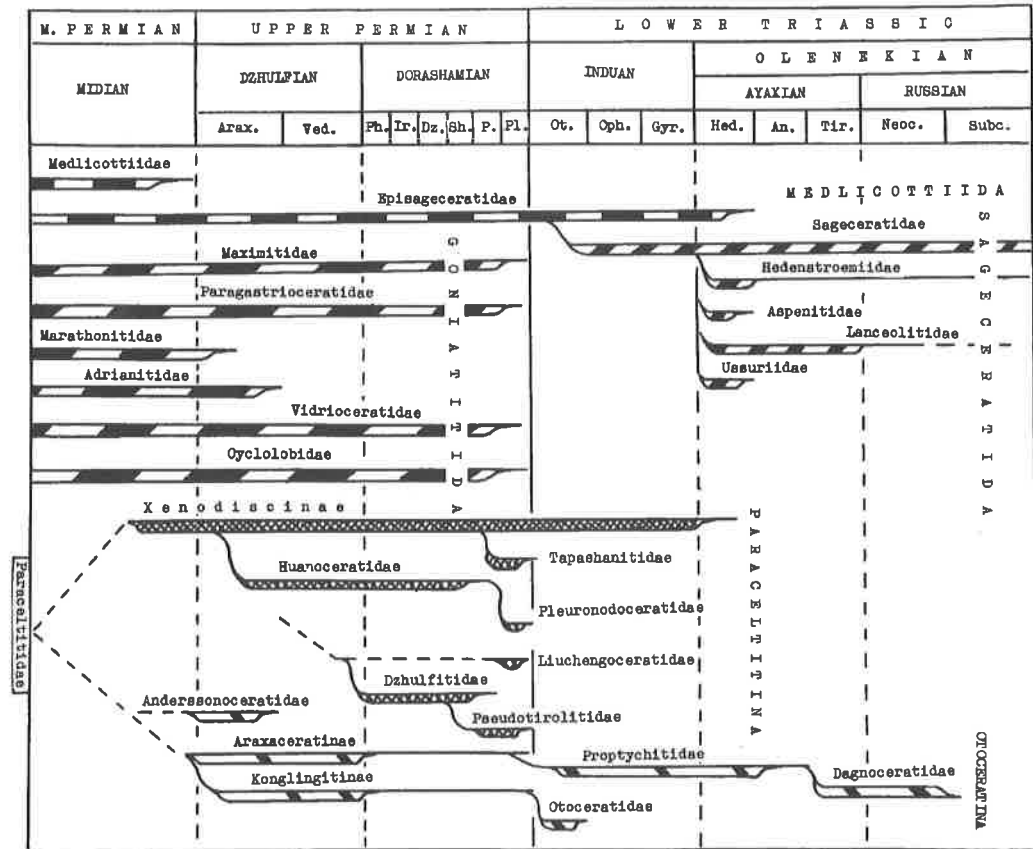 M. PERMIAN
UPPER PERMIAN
LOWER TRIASSIC
MIDIAN
DZHULFIAN
DORASHAMIAN
INDUAN
OLENEKIAN
AYAXIAN
RUSSIAN
Arax.
Ved.
Ph.
Ir.
Dz.
Sh.
P.
Pl.
Ot.
Oph.
Gyr.
Hed.
An.
Tir.
Neoc.
Subc.
Medlicottiidae
MEDLICOTTIIDA
Episageceratidae
Sageceratidae
Maximitidae
Hedenstroemiidae
Paragastrioceratidae
Aspenitidae
Lanceolitidae
Marathonitidae
Adrianitidae
Ussuriidae
Vidrioceratidae
Cyclolobidae
GONIATITIDA
SAGECERATIDA
Xenodiscinae
Tapashanitidae
Huanoceratidae
Pleuronodoceratidae
PARACELTITINA
Paraceltitidae
Liuchengoceratidae
Dzhulfitidae
Anderssonoceratidae
Pseudotirolitidae
Araxaceratinae
Proptychitidae
Konglingitinae
Dagnoceratidae
Otoceratidae
OTOCERATINA